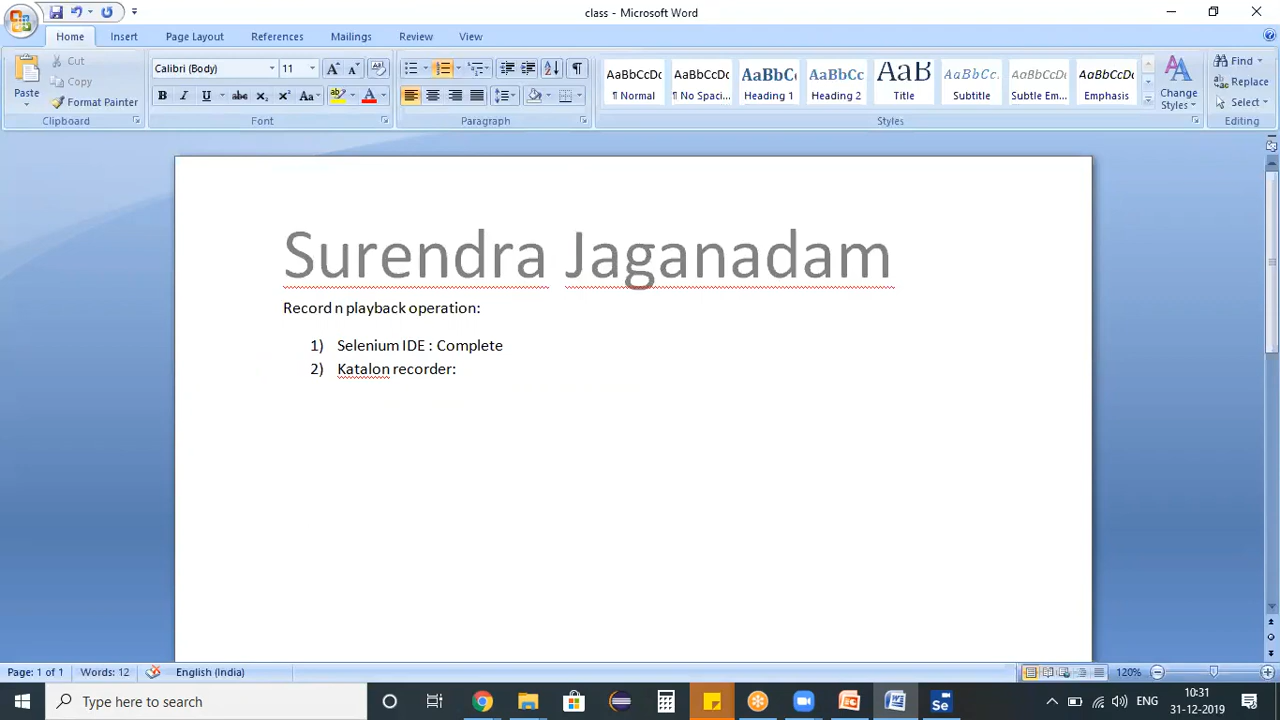 class - Microsoft Word
Home Insert Page Layout References Mailings Review View
Paste
Cut
Copy
Format Painter
Clipboard
Calibri (Body) 11
Font
Paragraph
AaBbCcDc AaBbCcDc AaBbCc AaBbCc AaB AaBbCc. AaBbCcDc AaBbCcDc
¶ Normal ¶ No Spaci... Heading 1 Heading 2 Title Subtitle Subtle Em... Emphasis
Change Styles
Styles
Find
Replace
Select
Editing
Surendra Jaganadam
Record n playback operation:
1) Selenium IDE : Complete
2) Katalon recorder:
Page: 1 of 1 Words: 12 English (India) 120%
Type here to search
ENG
10:31
31-12-2019